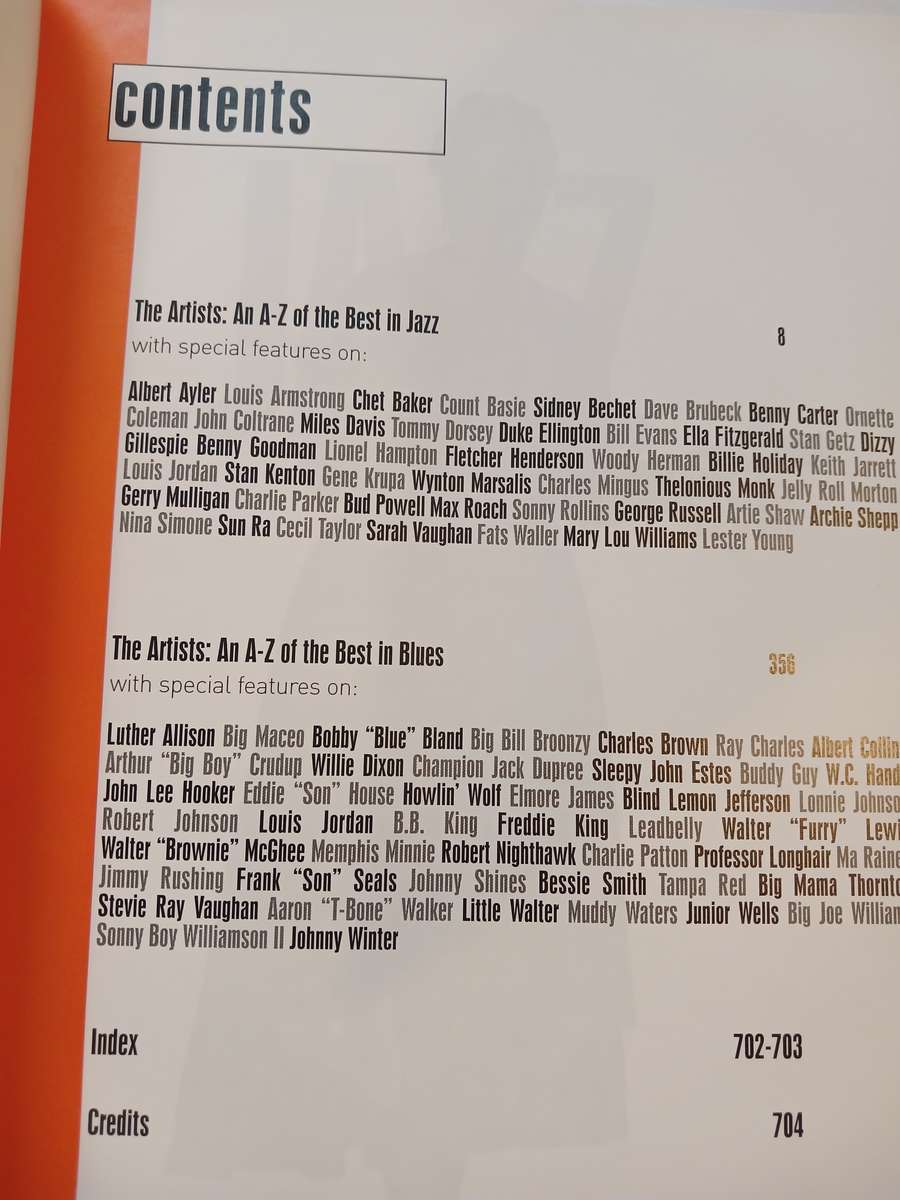 contents
The Artists: An A-Z of the Best in Jazz 8
with special features on:
Albert Ayler Louis Armstrong Chet Baker Count Basie Sidney Bechet Dave Brubeck Benny Carter Ornette
Coleman John Coltrane Miles Davis Tommy Dorsey Duke Ellington Bill Evans Ella Fitzgerald Stan Getz Dizzy
Gillespie Benny Goodman Lionel Hampton Fletcher Henderson Woody Herman Billie Holiday Keith Jarrett
Louis Jordan Stan Kenton Gene Krupa Wynton Marsalis Charles Mingus Thelonious Monk Jelly Roll Morton
Gerry Mulligan Charlie Parker Bud Powell Max Roach Sonny Rollins George Russell Artie Shaw Archie Shepp
Nina Simone Sun Ra Cecil Taylor Sarah Vaughan Fats Waller Mary Lou Williams Lester Young
The Artists: An A-Z of the Best in Blues 356
with special features on:
Luther Allison Big Maceo Bobby “Blue” Bland Big Bill Broonzy Charles Brown Ray Charles Albert Collin
Arthur “Big Boy” Crudup Willie Dixon Champion Jack Dupree Sleepy John Estes Buddy Guy W.C. Hand
John Lee Hooker Eddie “Son” House Howlin’ Wolf Elmore James Blind Lemon Jefferson Lonnie Johnso
Robert Johnson Louis Jordan B.B. King Freddie King Leadbelly Walter “Furry” Lewi
Walter “Brownie” McGhee Memphis Minnie Robert Nighthawk Charlie Patton Professor Longhair Ma Raine
Jimmy Rushing Frank “Son” Seals Johnny Shines Bessie Smith Tampa Red Big Mama Thornto
Stevie Ray Vaughan Aaron “T-Bone” Walker Little Walter Muddy Waters Junior Wells Big Joe William
Sonny Boy Williamson II Johnny Winter
Index 702-703
Credits 704